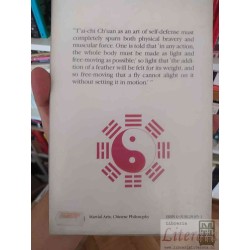 "T'ai-chi Ch'uan as an art of self-defense must
completely spurn both physical bravery and
muscular force. One is told that 'in any action,
the whole body must be made as light and
free-moving as possible,' so light that 'the addi-
tion of a feather will be felt for its weight, and
so free-moving that a fly cannot alight on it
without setting it in motion.' "
Martial Arts/Chinese Philosophy